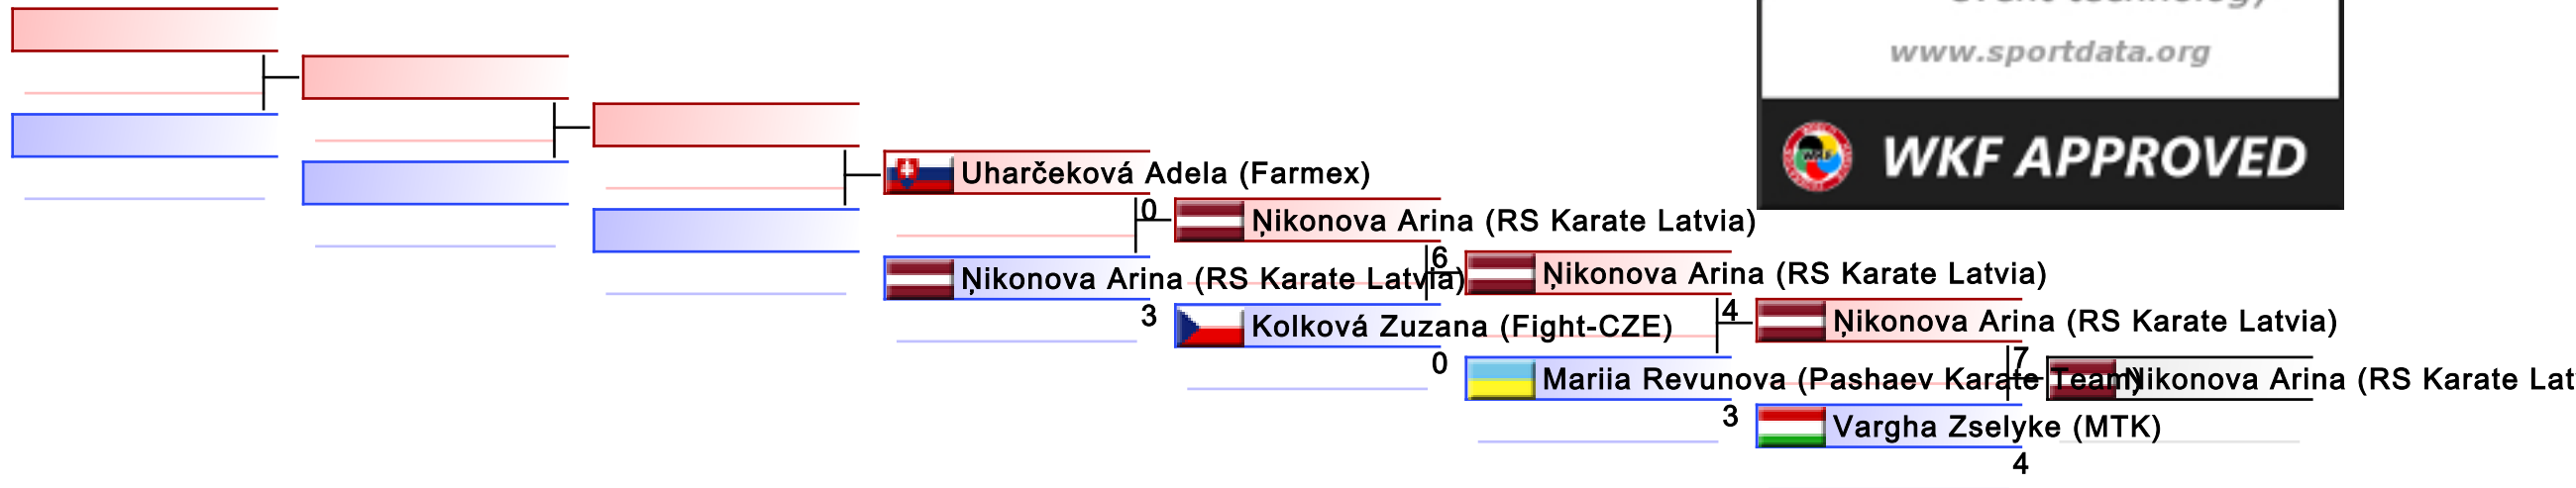 www.sportdata.org
WKF APPROVED
Uharčeková Adela (Farmex)
0
Ņikonova Arina (RS Karate Latvia)
Ņikonova Arina (RS Karate Latvia)
3
6
Ņikonova Arina (RS Karate Latvia)
Kolková Zuzana (Fight-CZE)
0
4
Ņikonova Arina (RS Karate Latvia)
Mariia Revunova (Pashaev Karate Team)
3
7
Ņikonova Arina (RS Karate Lat
Vargha Zselyke (MTK)
4